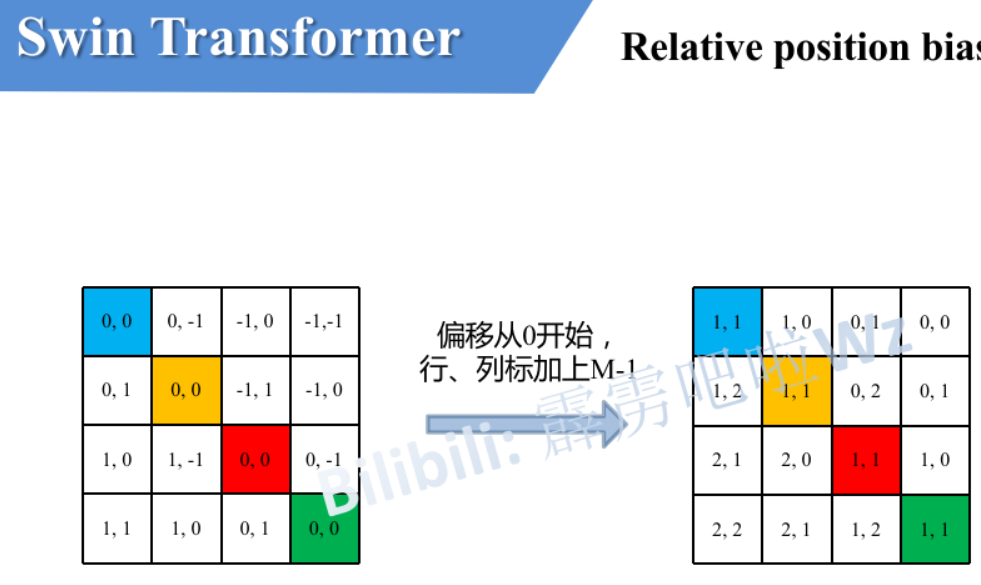 Swin Transformer
Relative position bias
0, 0 0, -1 -1, 0 -1,-1
0, 1 0, 0 -1, 1 -1, 0
1, 0 1, -1 0, 0 0, -1
1, 1 1, 0 0, 1 0, 0
偏移从0开始，
行、列标加上M-1
1, 1 1, 0 0, 1 0, 0
1, 2 1, 1 0, 2 0, 1
2, 1 2, 0 1, 1 1, 0
2, 2 2, 1 1, 2 1, 1
Bilibili: 霹雳吧啦Wz